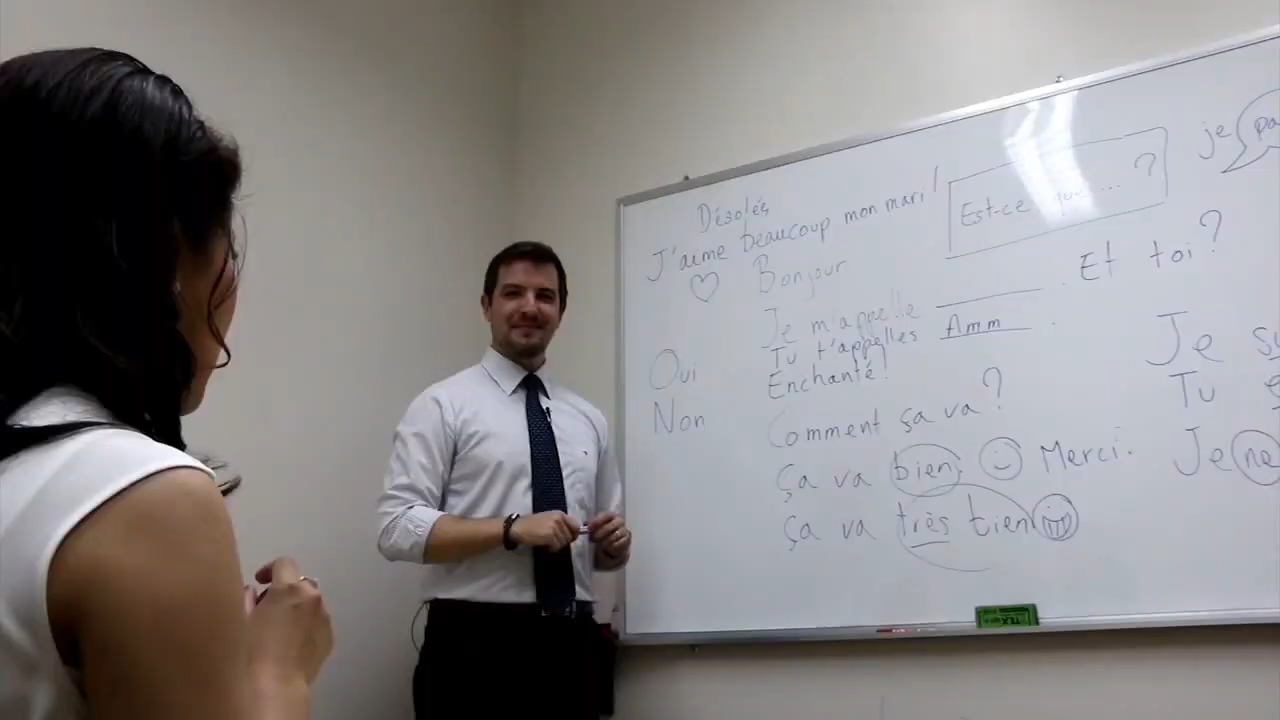 Désolés
J'aime beaucoup mon mari!
Bonjour
Est-ce que ... ?
je
Je m'appelle ________. Et toi?
Tu t'appelles Amm.
Enchanté!
Oui
Non
Comment ça va?
Ça va bien. Merci.
Ça va très bien
Je
Tu
Je ne